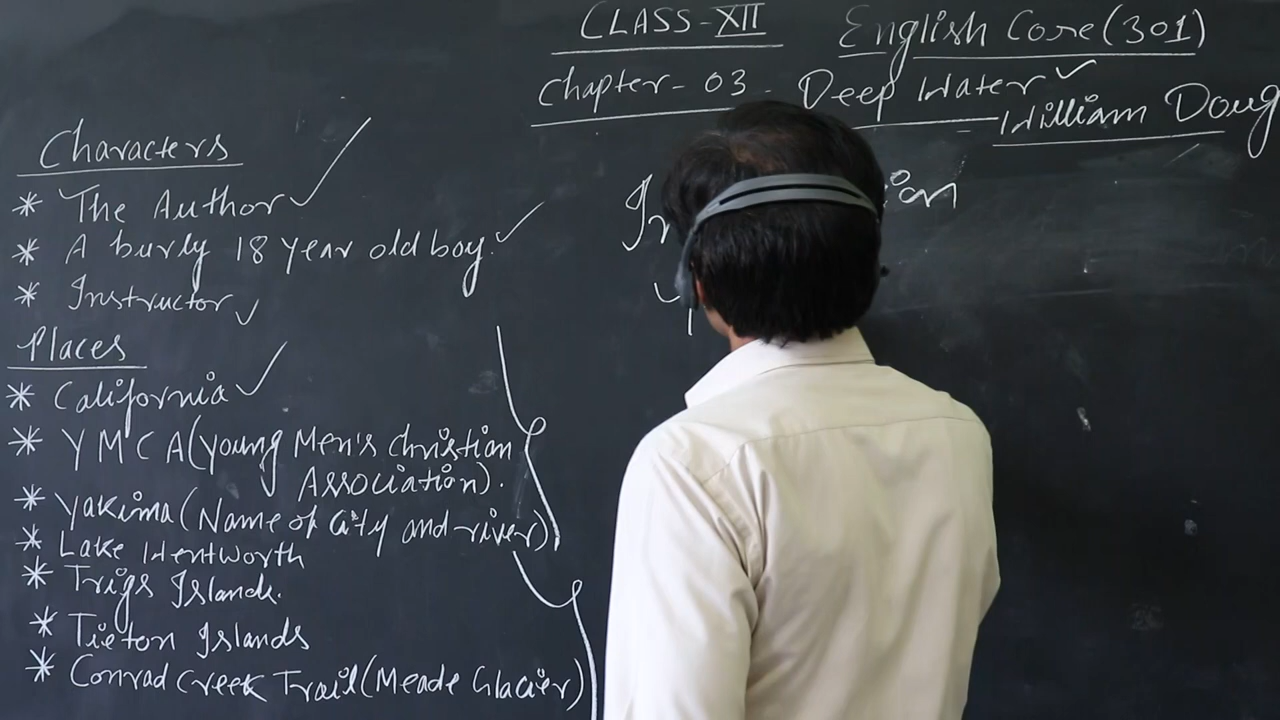 CLASS-XII English Core(301)
Chapter-03. Deep Water
William Doug
Characters
* The Author
* A burly 18 year old boy.
* Instructor
Places
* California
* YMCA(Young Men's Christian
Association).
* Yakima(Name of city and river)
* Lake Wentworth
* Trigs Islands.
* Tieton Islands
* Conrad Creek Trail(Meade Glacier)